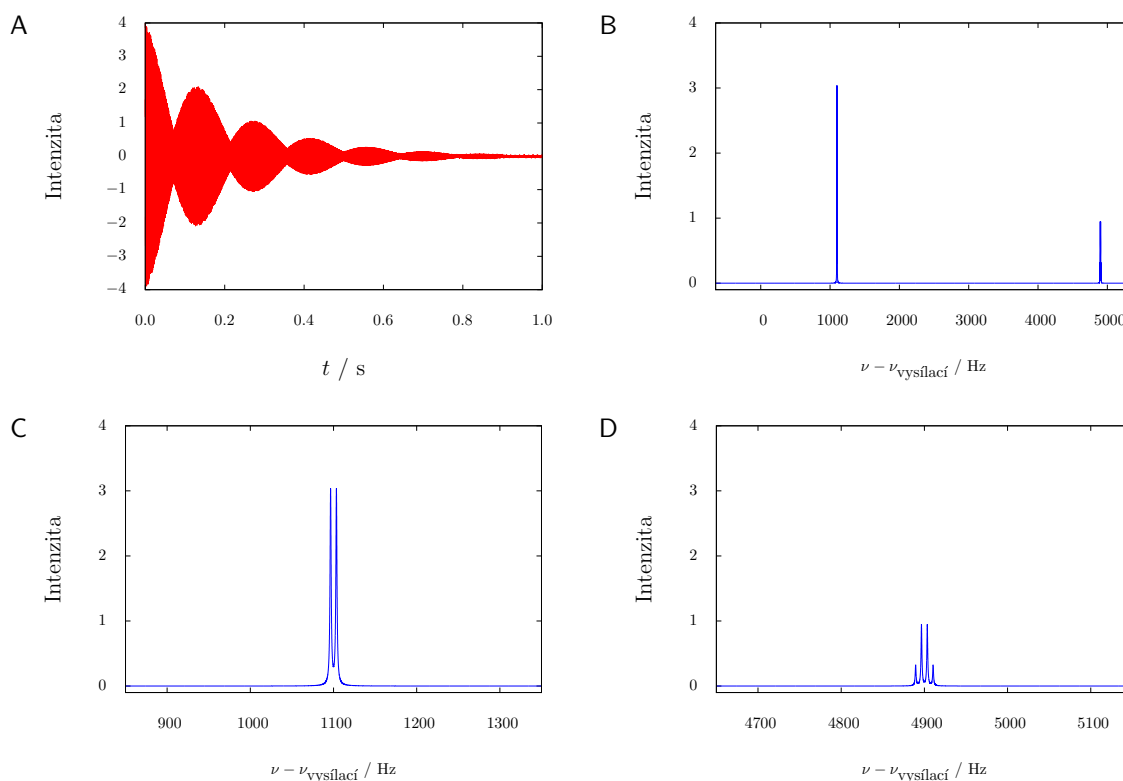 A
Intenzita
4
3
2
1
0
−1
−2
−3
−4
0.0 0.2 0.4 0.6 0.8 1.0
t / s
B
Intenzita
4
3
2
1
0
0 1000 2000 3000 4000 5000
ν − νvysílací / Hz
C
Intenzita
4
3
2
1
0
900 1000 1100 1200 1300
ν − νvysílací / Hz
D
Intenzita
4
3
2
1
0
4700 4800 4900 5000 5100
ν − νvysílací / Hz